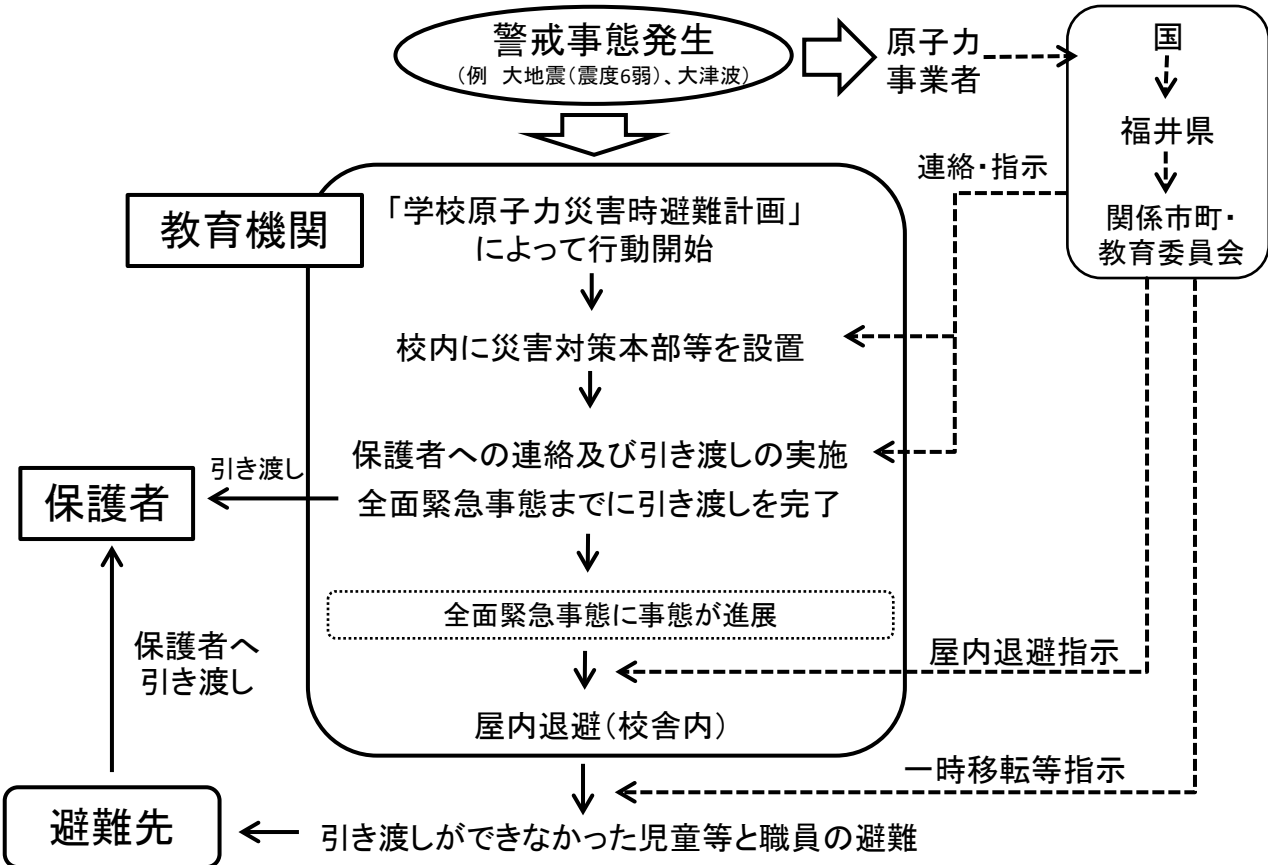 警戒事態発生
（例　大地震（震度6弱）、大津波）
原子力
事業者
国
福井県
関係市町・
教育委員会
連絡・指示
教育機関
「学校原子力災害時避難計画」
によって行動開始
校内に災害対策本部等を設置
保護者への連絡及び引き渡しの実施
全面緊急事態までに引き渡しを完了
引き渡し
保護者
全面緊急事態に事態が進展
屋内退避指示
保護者へ
引き渡し
屋内退避（校舎内）
一時移転等指示
避難先
引き渡しができなかった児童等と職員の避難